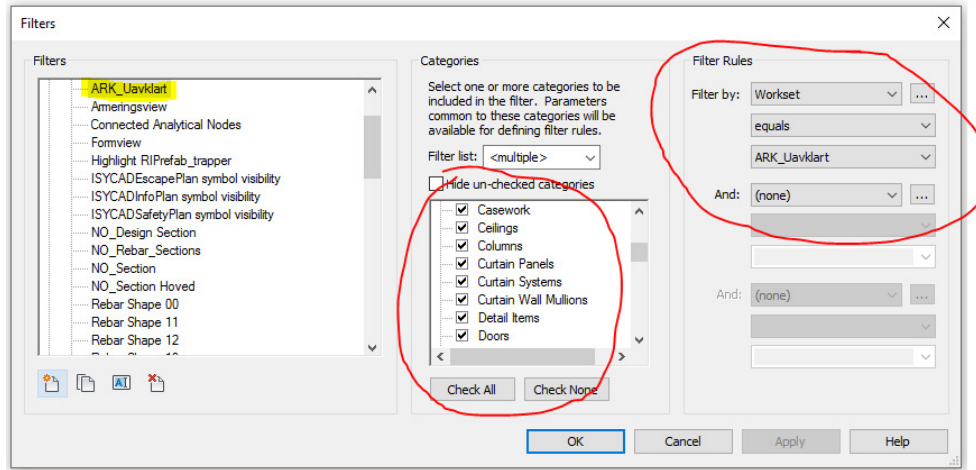 Filters
Filters
ARK_Uavklart
Ameringsview
Connected Analytical Nodes
Formview
Highlight RIPrefab_trapper
ISYCADEscapePlan symbol visibility
ISYCADInfoPlan symbol visibility
ISYCADSafetyPlan symbol visibility
NO_Design Section
NO_Rebar_Sections
NO_Section
NO_Section Hoved
Rebar Shape 00
Rebar Shape 11
Rebar Shape 12
Categories
Select one or more categories to be
included in the filter. Parameters
common to these categories will be
available for defining filter rules.
Filter list: <multiple>
Hide un-checked categories
Casework
Ceilings
Columns
Curtain Panels
Curtain Systems
Curtain Wall Mullions
Detail Items
Doors
Check All Check None
Filter Rules
Filter by: Workset ...
equals
ARK_Uavklart
And: (none) ...
And: (none) ...
OK Cancel Apply Help